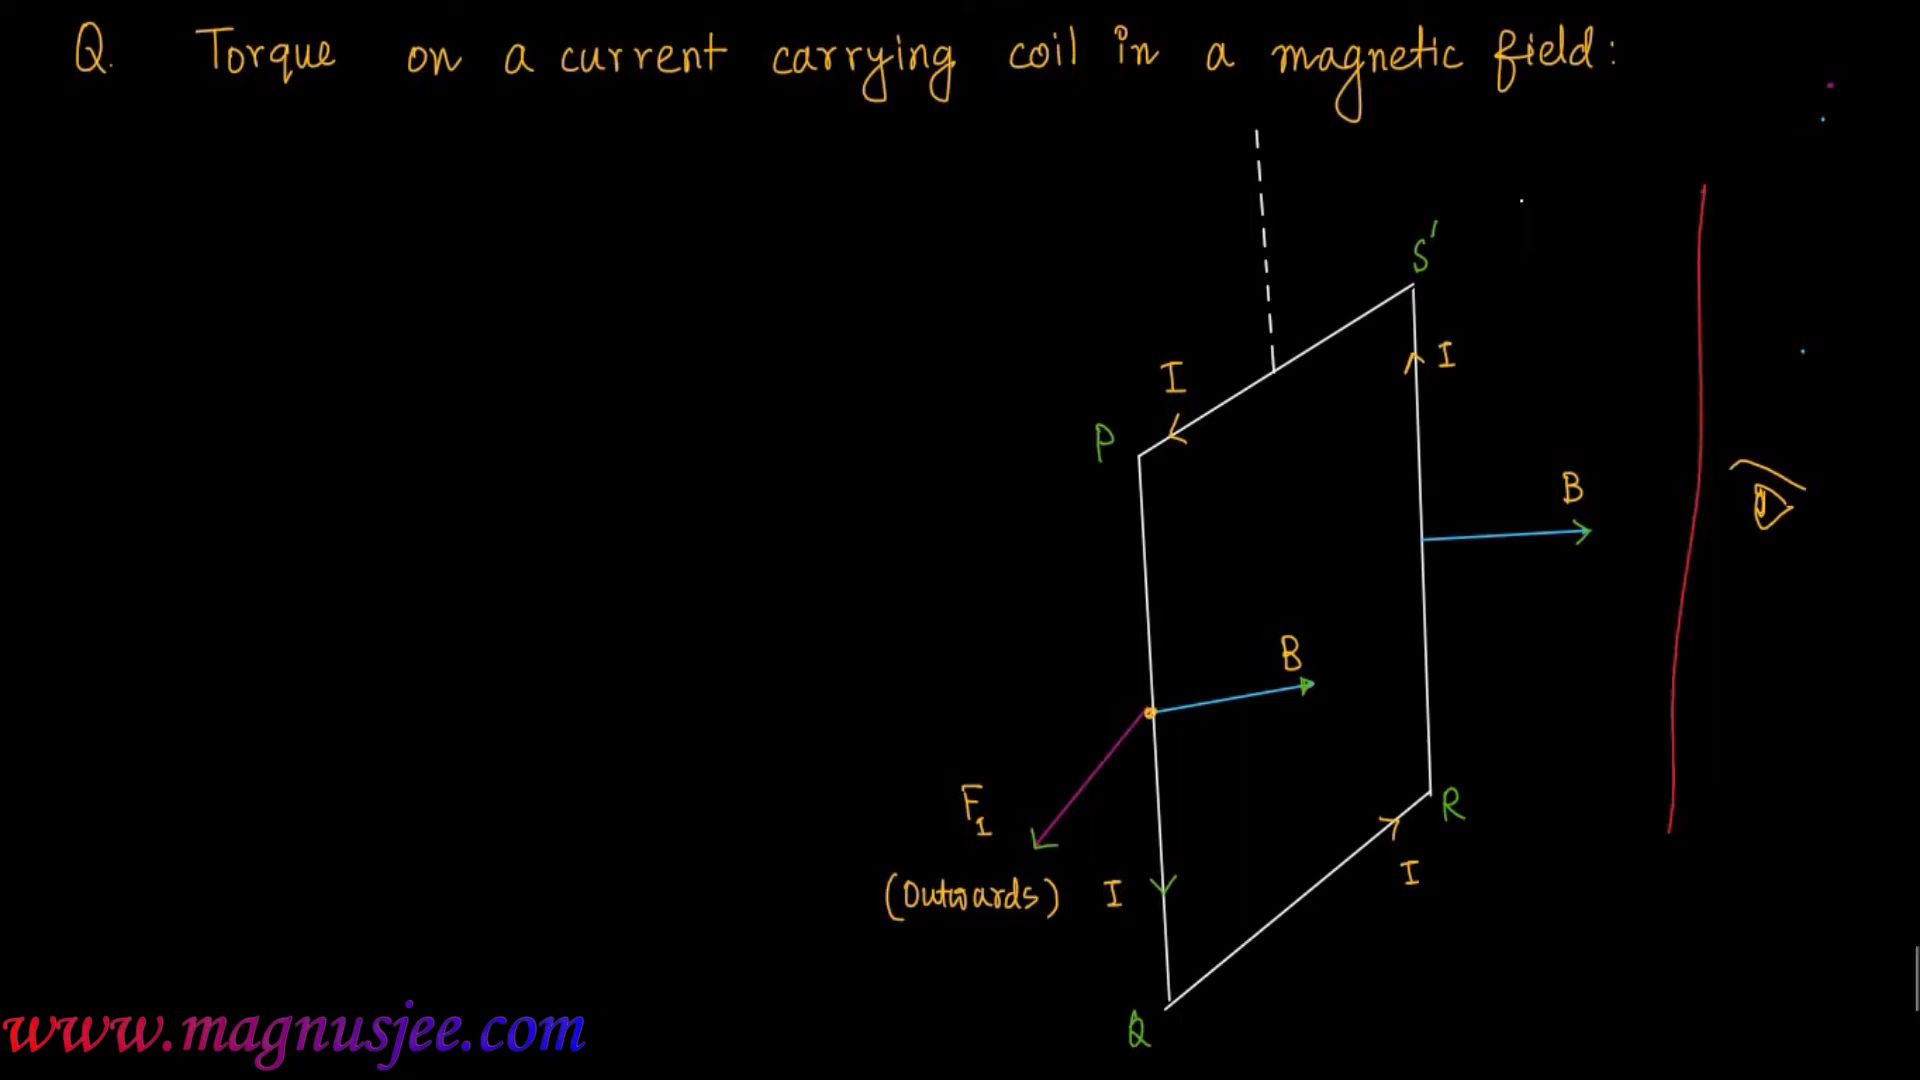 Q. Torque on a current carrying coil in a magnetic field:
S'
I
I
P
B
B
F₁
R
(Outwards) I
I
Q
www.magnusjee.com